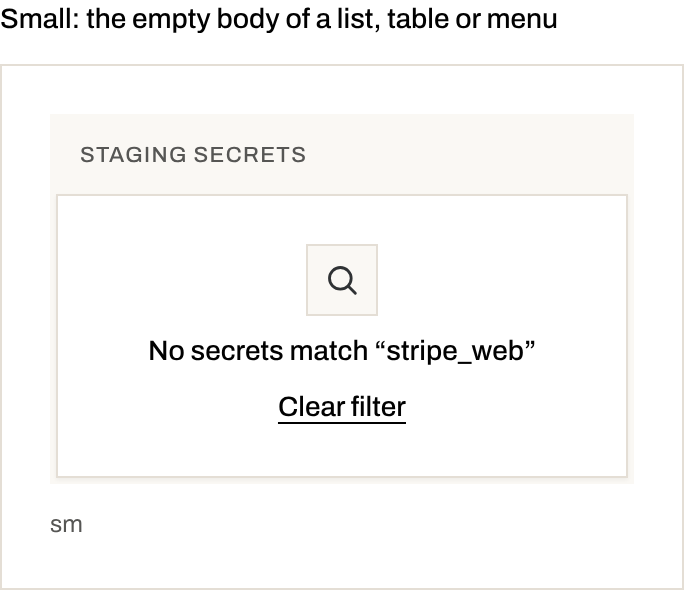 Small: the empty body of a list, table or menu
STAGING SECRETS
No secrets match “stripe_web”
Clear filter
sm